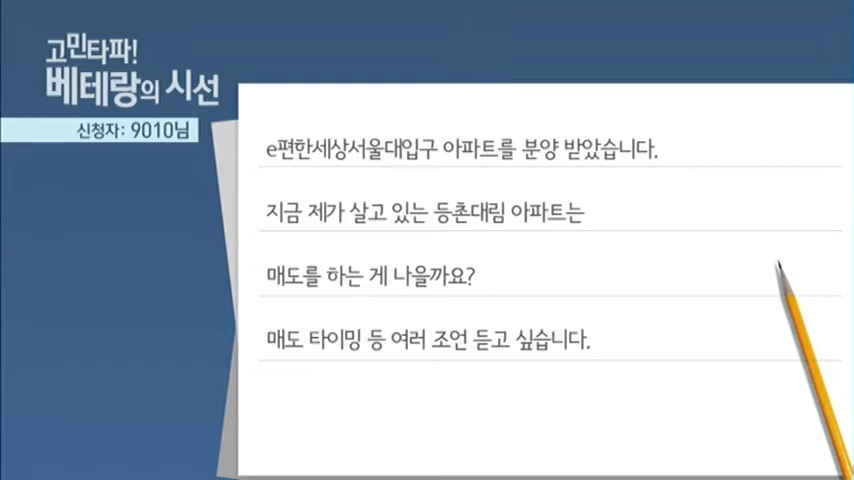 고민타파!
베테랑의 시선
신청자: 9010님
e편한세상서울대입구 아파트를 분양 받았습니다.
지금 제가 살고 있는 등촌대림 아파트는
매도를 하는 게 나을까요?
매도 타이밍 등 여러 조언 듣고 싶습니다.